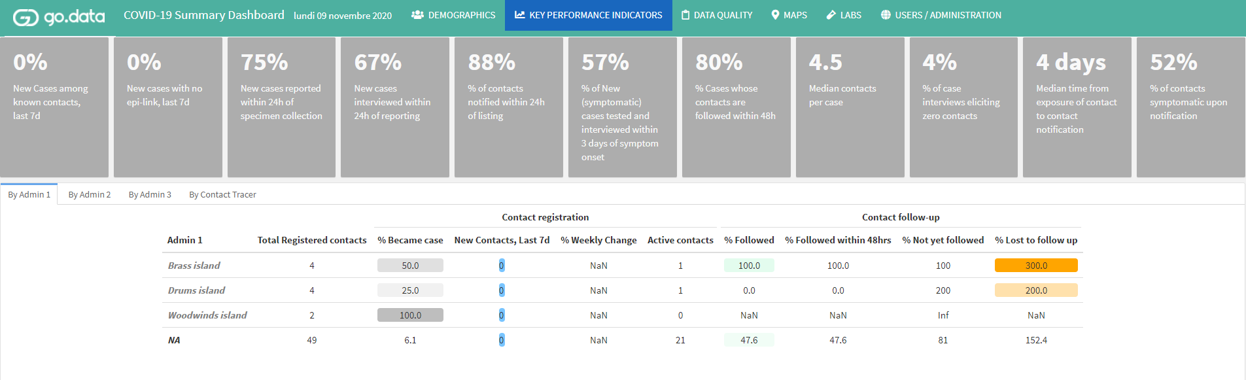 go.data COVID-19 Summary Dashboard lundi 09 novembre 2020 DEMOGRAPHICS KEY PERFORMANCE INDICATORS DATA QUALITY MAPS LABS USERS / ADMINISTRATION
0%
New Cases among
known contacts,
last 7d
0%
New cases with no
epi-link, last 7d
75%
New cases reported
within 24h of
specimen collection
67%
New cases
interviewed within
24h of reporting
88%
% of contacts
notified within 24h
of listing
57%
% of New
(symptomatic)
cases tested and
interviewed within
3 days of symptom
onset
80%
% Cases whose
contacts are
followed within 48h
4.5
Median contacts
per case
4%
% of case
interviews eliciting
zero contacts
4 days
Median time from
exposure of contact
to contact
notification
52%
% of contacts
symptomatic upon
notification
By Admin 1 By Admin 2 By Admin 3 By Contact Tracer
Contact registration Contact follow-up
Admin 1 Total Registered contacts % Became case New Contacts, Last 7d % Weekly Change Active contacts % Followed % Followed within 48hrs % Not yet followed % Lost to follow up
Brass island 4 50.0 0 NaN 1 100.0 100.0 100 300.0
Drums island 4 25.0 0 NaN 1 0.0 0.0 200 200.0
Woodwinds island 2 100.0 0 NaN 0 NaN NaN Inf NaN
NA 49 6.1 0 NaN 21 47.6 47.6 81 152.4